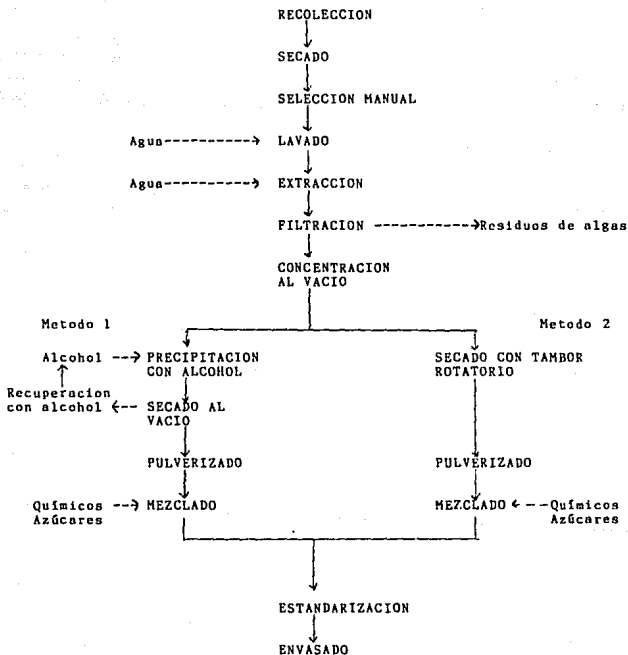 RECOLECCION
SECADO
SELECCION MANUAL
Agua LAVADO
Agua EXTRACCION
FILTRACION Residuos de algas
CONCENTRACION
AL VACIO
Metodo 1 Metodo 2
Alcohol PRECIPITACION SECADO CON TAMBOR
CON ALCOHOL ROTATORIO
Recuperacion
con alcohol SECADO AL
VACIO
PULVERIZADO PULVERIZADO
Químicos MEZCLADO MEZCLADO Químicos
Azúcares Azúcares
ESTANDARIZACION
ENVASADO